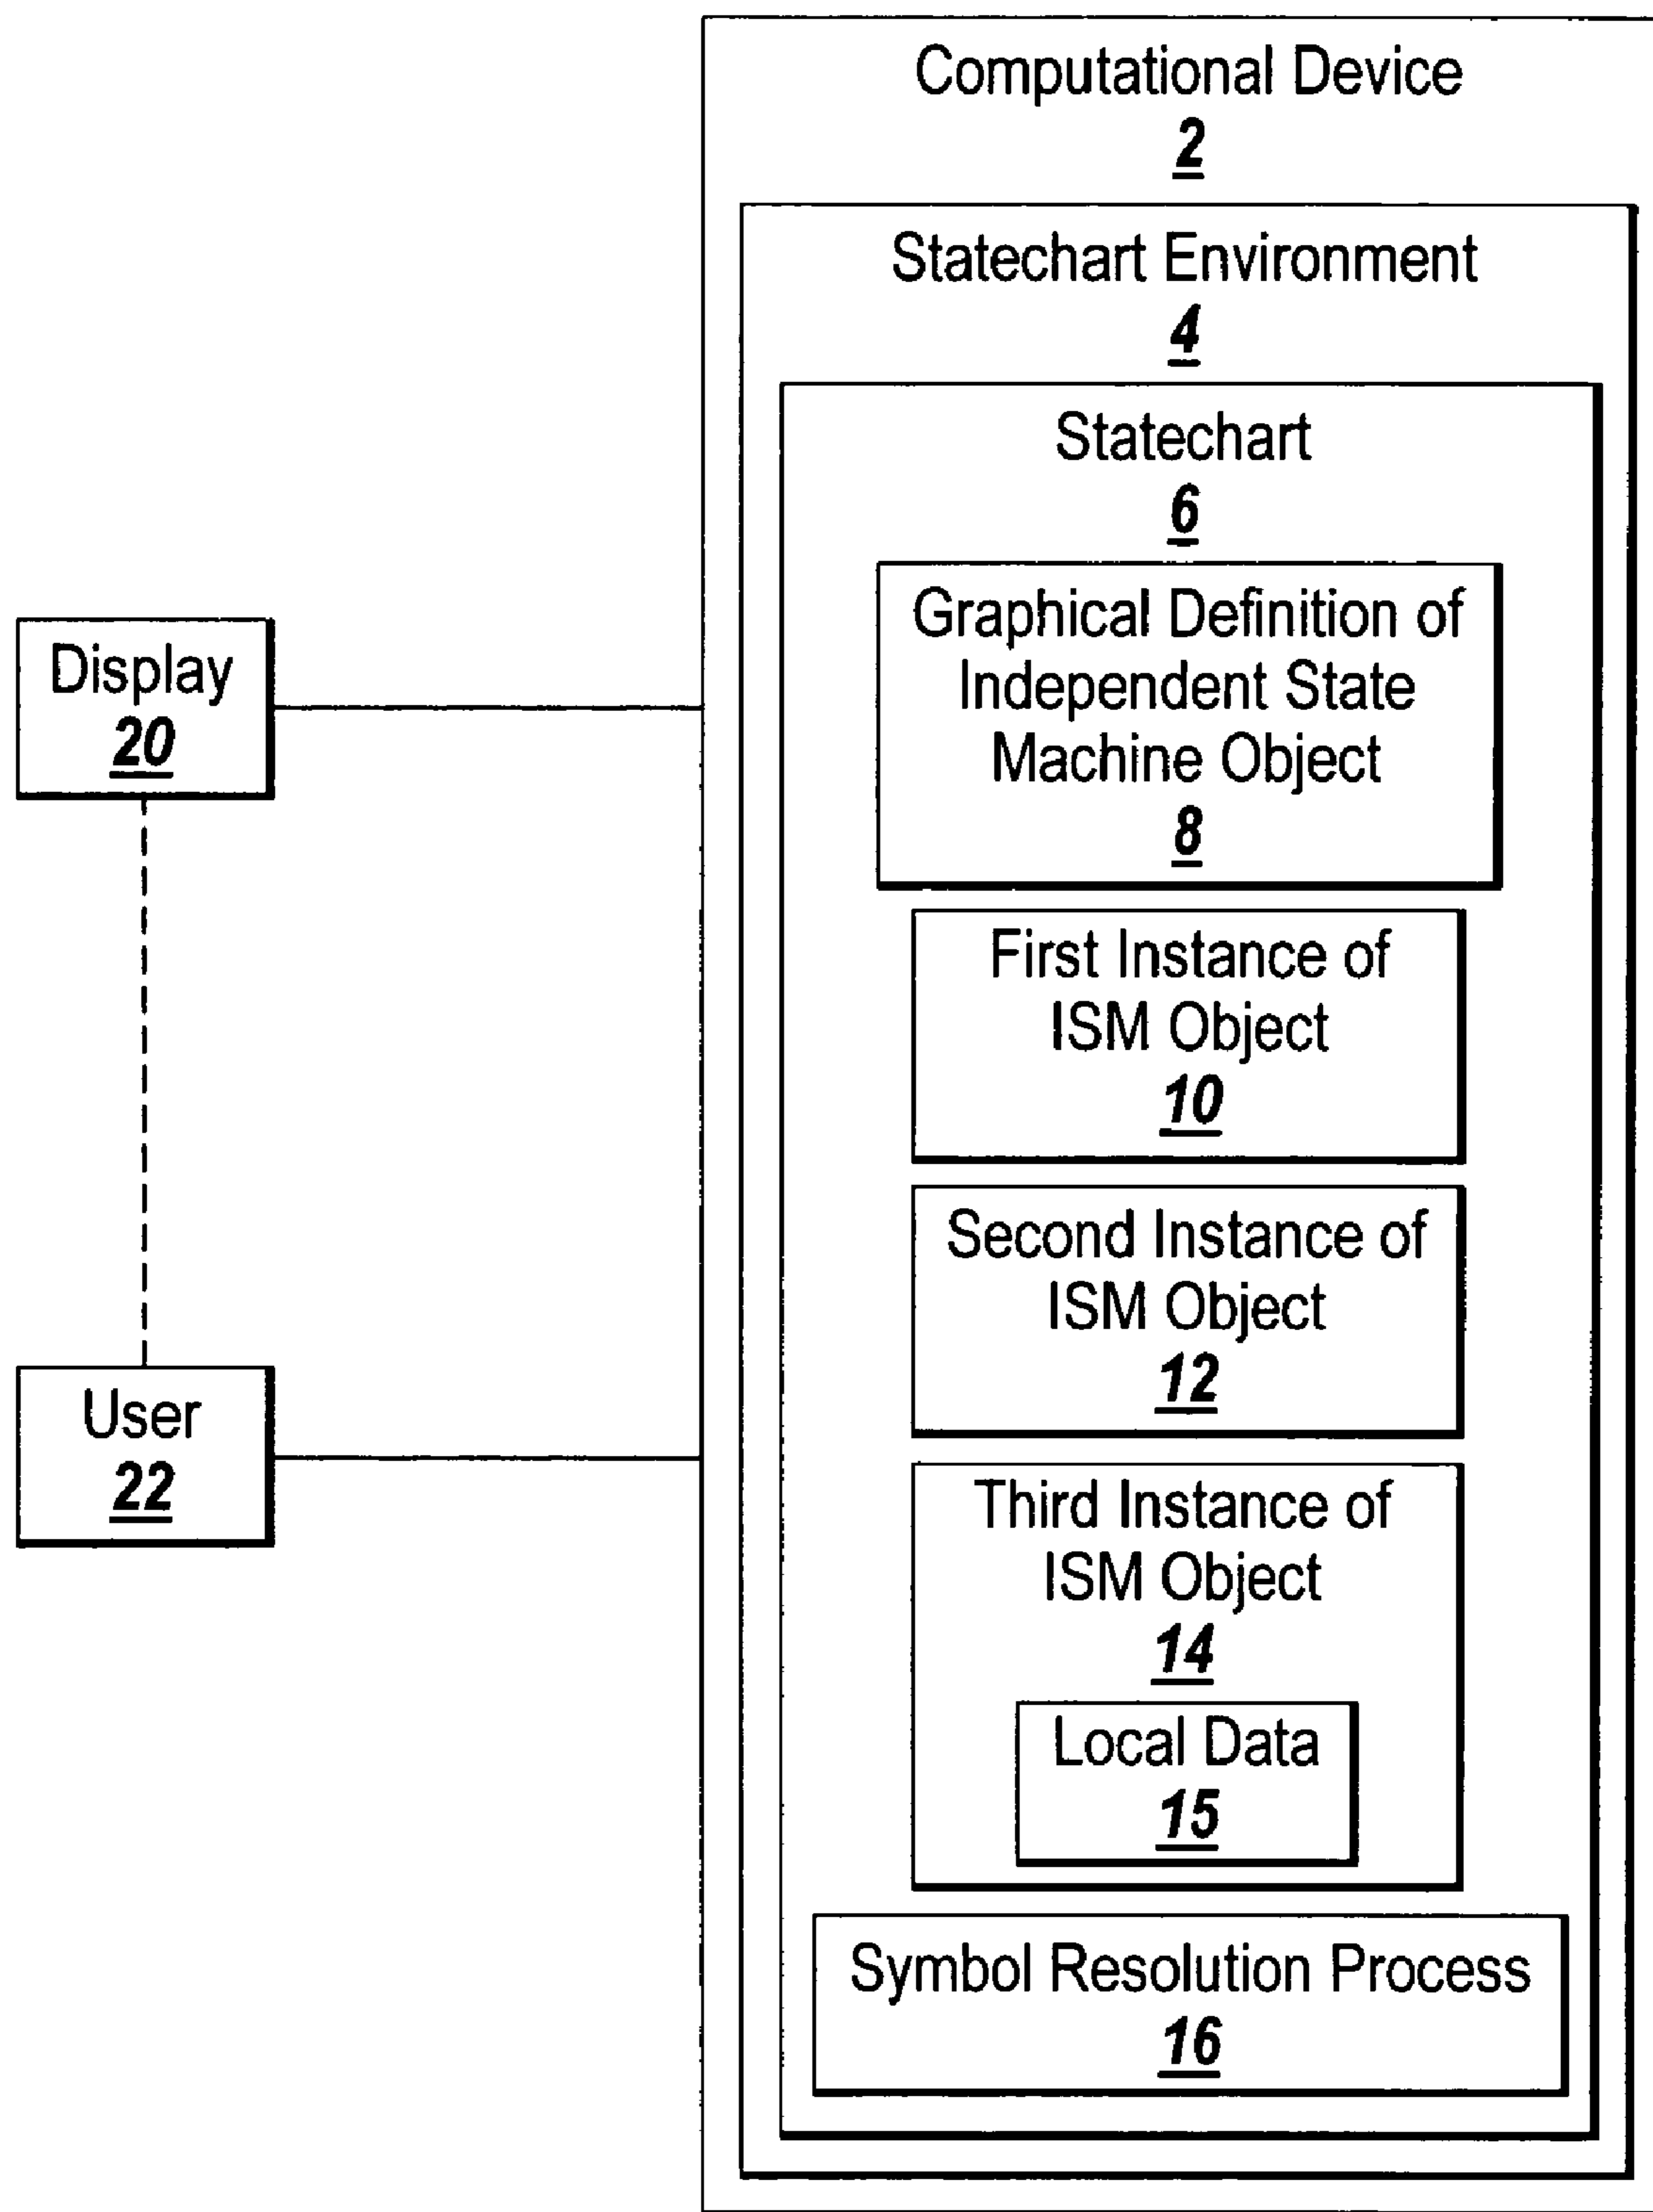 Computational Device
2
Statechart Environment
4
Statechart
6
Graphical Definition of
Independent State
Machine Object
8
First Instance of
ISM Object
10
Second Instance of
ISM Object
12
Third Instance of
ISM Object
14
Local Data
15
Symbol Resolution Process
16
Display
20
User
22